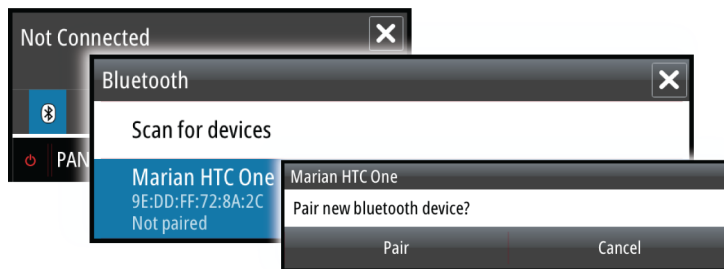 Not Connected
Bluetooth
Scan for devices
PAN
Marian HTC One
9E:DD:FF:72:8A:2C
Not paired
Marian HTC One
Pair new bluetooth device?
Pair Cancel